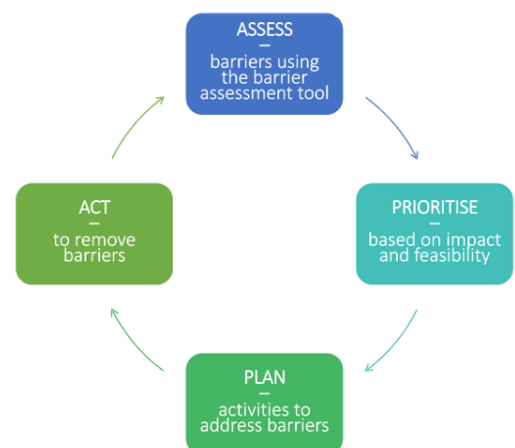 ASSESS
–
barriers using
the barrier
assessment tool
PRIORITISE
–
based on impact
and feasibility
PLAN
–
activities to
address barriers
ACT
–
to remove
barriers